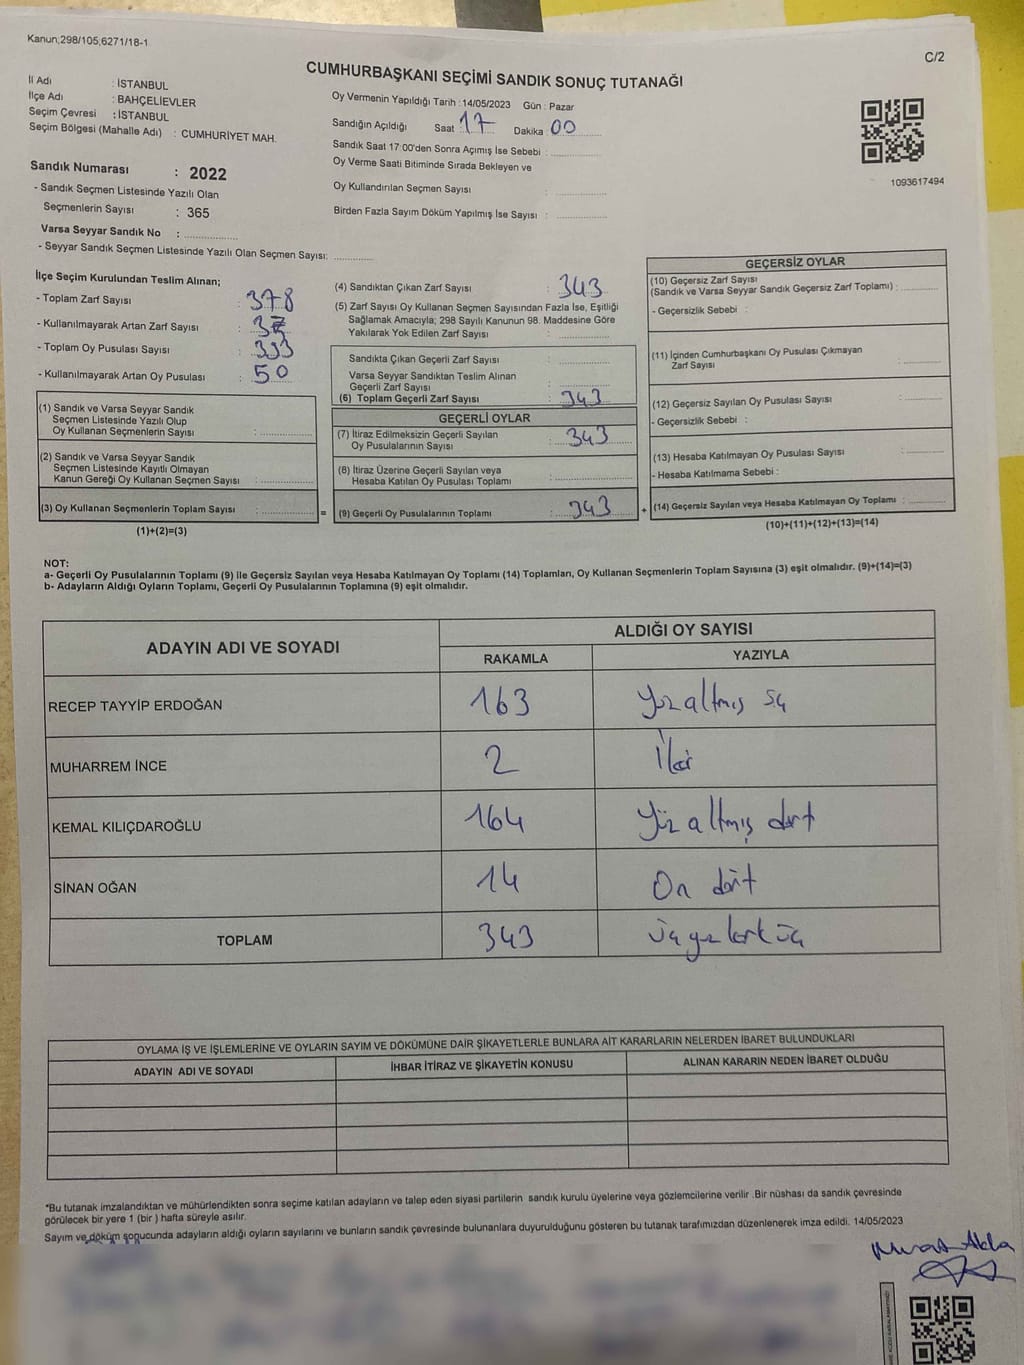 Kanun;298/105,6271/18-1
C/2
CUMHURBAŞKANI SEÇİMİ SANDIK SONUÇ TUTANAĞI
İl Adı : İSTANBUL
İlçe Adı : BAHÇELİEVLER
Seçim Çevresi : İSTANBUL
Seçim Bölgesi (Mahalle Adı) : CUMHURİYET MAH.
Oy Vermenin Yapıldığı Tarih : 14/05/2023 Gün : Pazar
Sandığın Açıldığı Saat : 17 Dakika : 00
Sandık Saat 17:00'den Sonra Açımış İse Sebebi :
Oy Verme Saati Bitiminde Sırada Bekleyen ve
Oy Kullandırılan Seçmen Sayısı :
Birden Fazla Sayım Döküm Yapılmış İse Sayısı :
1093617494
Sandık Numarası : 2022
- Sandık Seçmen Listesinde Yazılı Olan
Seçmenlerin Sayısı : 365
Varsa Seyyar Sandık No :
- Seyyar Sandık Seçmen Listesinde Yazılı Olan Seçmen Sayısı:
İlçe Seçim Kurulundan Teslim Alınan;
- Toplam Zarf Sayısı : 378
- Kullanılmayarak Artan Zarf Sayısı :
- Toplam Oy Pusulası Sayısı :
- Kullanılmayarak Artan Oy Pusulası : 50
(1) Sandık ve Varsa Seyyar Sandık
Seçmen Listesinde Yazılı Olup
Oy Kullanan Seçmenlerin Sayısı :
(2) Sandık ve Varsa Seyyar Sandık
Seçmen Listesinde Kayıtlı Olmayan
Kanun Gereği Oy Kullanan Seçmen Sayısı :
(3) Oy Kullanan Seçmenlerin Toplam Sayısı : =
(1)+(2)=(3)
(4) Sandıktan Çıkan Zarf Sayısı : 343
(5) Zarf Sayısı Oy Kullanan Seçmen Sayısından Fazla İse, Eşitliği
Sağlamak Amacıyla; 298 Sayılı Kanunun 98. Maddesine Göre
Yakılarak Yok Edilen Zarf Sayısı :
Sandıkta Çıkan Geçerli Zarf Sayısı :
Varsa Seyyar Sandıktan Teslim Alınan
Geçerli Zarf Sayısı :
(6) Toplam Geçerli Zarf Sayısı : 343
GEÇERLİ OYLAR
(7) İtiraz Edilmeksizin Geçerli Sayılan
Oy Pusulalarının Sayısı : 343
(8) İtiraz Üzerine Geçerli Sayılan veya
Hesaba Katılan Oy Pusulası Toplamı :
(9) Geçerli Oy Pusulalarının Toplamı : 343 +
GEÇERSİZ OYLAR
(10) Geçersiz Zarf Sayısı
(Sandık ve Varsa Seyyar Sandık Geçersiz Zarf Toplamı) :
- Geçersizlik Sebebi :
(11) İçinden Cumhurbaşkanı Oy Pusulası Çıkmayan
Zarf Sayısı :
(12) Geçersiz Sayılan Oy Pusulası Sayısı :
- Geçersizlik Sebebi :
(13) Hesaba Katılmayan Oy Pusulası Sayısı :
- Hesaba Katılmama Sebebi :
(14) Geçersiz Sayılan veya Hesaba Katılmayan Oy Toplamı :
(10)+(11)+(12)+(13)=(14)
NOT:
a- Geçerli Oy Pusulalarının Toplamı (9) ile Geçersiz Sayılan veya Hesaba Katılmayan Oy Toplamı (14) Toplamları, Oy Kullanan Seçmenlerin Toplam Sayısına (3) eşit olmalıdır. (9)+(14)=(3)
b- Adayların Aldığı Oyların Toplamı, Geçerli Oy Pusulalarının Toplamına (9) eşit olmalıdır.
ADAYIN ADI VE SOYADI
ALDIĞI OY SAYISI
RAKAMLA YAZIYLA
RECEP TAYYİP ERDOĞAN 163 Yüz altmış üç
MUHARREM İNCE 2 İki
KEMAL KILIÇDAROĞLU 164 Yüz altmış dört
SİNAN OĞAN 14 On dört
TOPLAM 343 üçyüzkırküç
OYLAMA İŞ VE İŞLEMLERİNE VE OYLARIN SAYIM VE DÖKÜMÜNE DAİR ŞİKAYETLERLE BUNLARA AİT KARARLARIN NELERDEN İBARET BULUNDUKLARI
ADAYIN ADI VE SOYADI
İHBAR İTİRAZ VE ŞİKAYETİN KONUSU
ALINAN KARARIN NEDEN İBARET OLDUĞU
*Bu tutanak imzalandıktan ve mühürlendikten sonra seçime katılan adayların ve talep eden siyasi partilerin sandık kurulu üyelerine veya gözlemcilerine verilir .Bir nüshası da sandık çevresinde
görülecek bir yere 1 (bir ) hafta süreyle asılır.
Sayım ve döküm sonucunda adayların aldığı oyların sayılarını ve bunların sandık çevresinde bulunanlara duyurulduğunu gösteren bu tutanak tarafımızdan düzenlenerek imza edildi. 14/05/2023